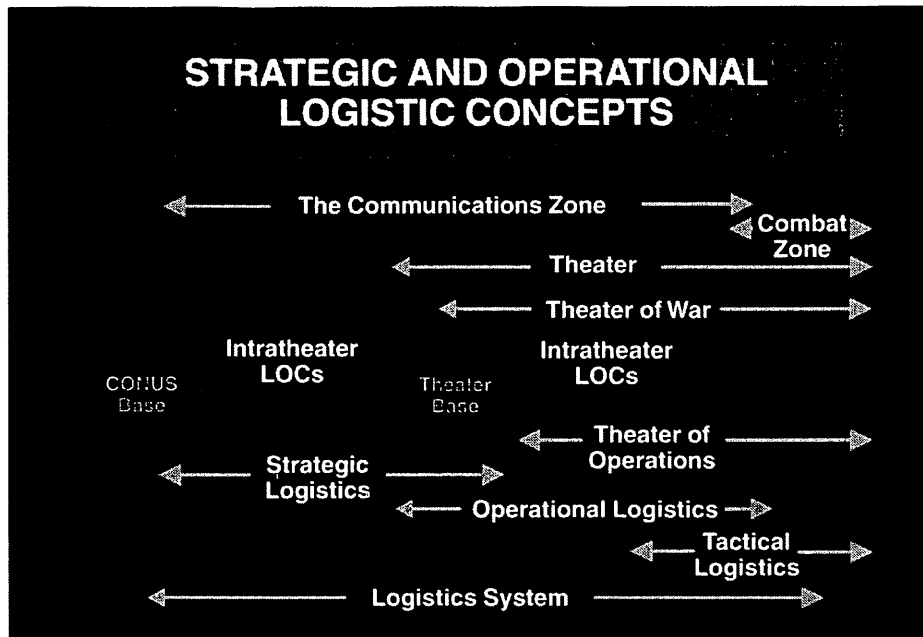 STRATEGIC AND OPERATIONAL
LOGISTIC CONCEPTS
The Communications Zone
Combat
Zone
Theater
Theater of War
Intratheater
LOCs
Intratheater
LOCs
CONUS
Base
Theater
Base
Theater of
Operations
Strategic
Logistics
Operational Logistics
Tactical
Logistics
Logistics System